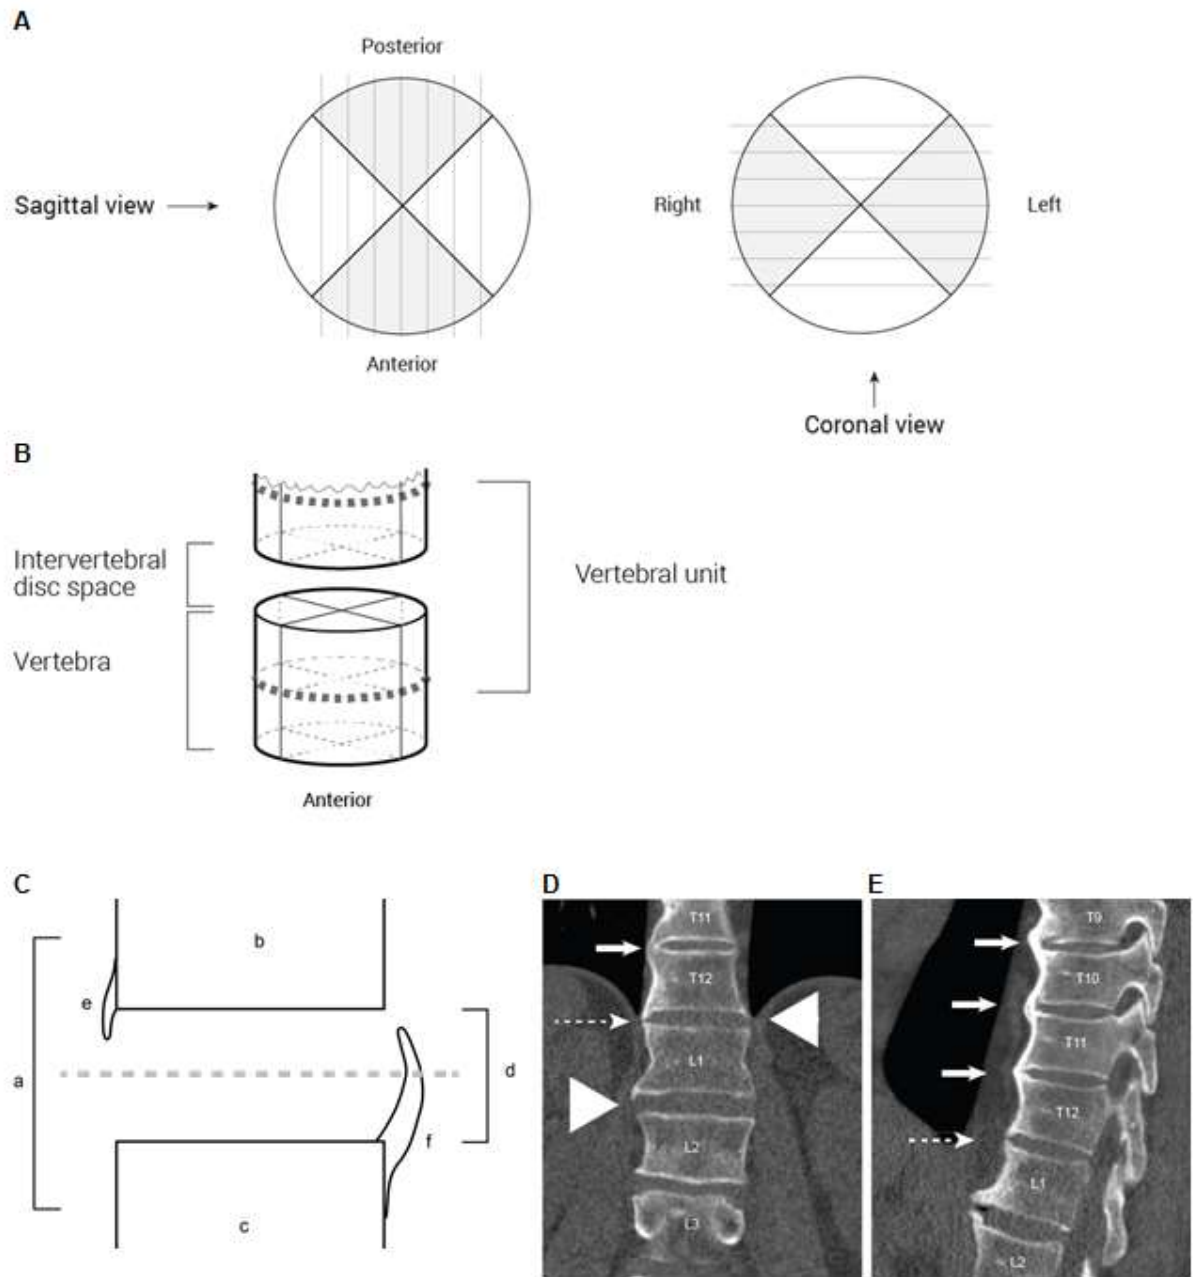 A
Posterior
Sagittal view
Right
Left
Anterior
Coronal view
B
Intervertebral
disc space
Vertebral unit
Vertebra
Anterior
C
D
E
b
e
a
d
f
c
T11
T12
L1
L2
L3
T9
T10
T11
T12
L1
L2